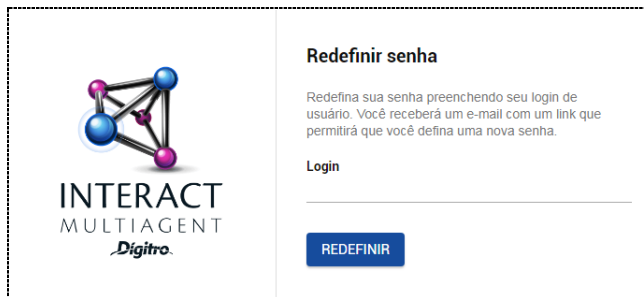 INTERACT
MULTIAGENT
Dígitro
Redefinir senha
Redefina sua senha preenchendo seu login de
usuário. Você receberá um e-mail com um link que
permitirá que você defina uma nova senha.
Login
REDEFINIR